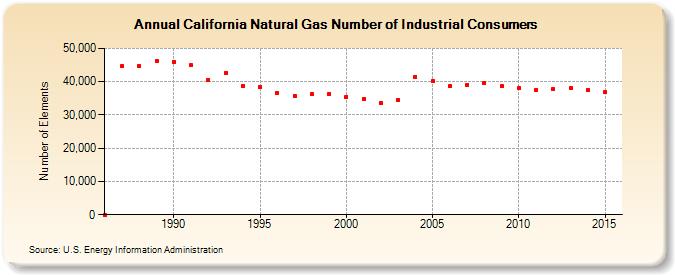 Annual California Natural Gas Number of Industrial Consumers
Number of Elements
50,000
40,000
30,000
20,000
10,000
0
1990 1995 2000 2005 2010 2015
Source: U.S. Energy Information Administration